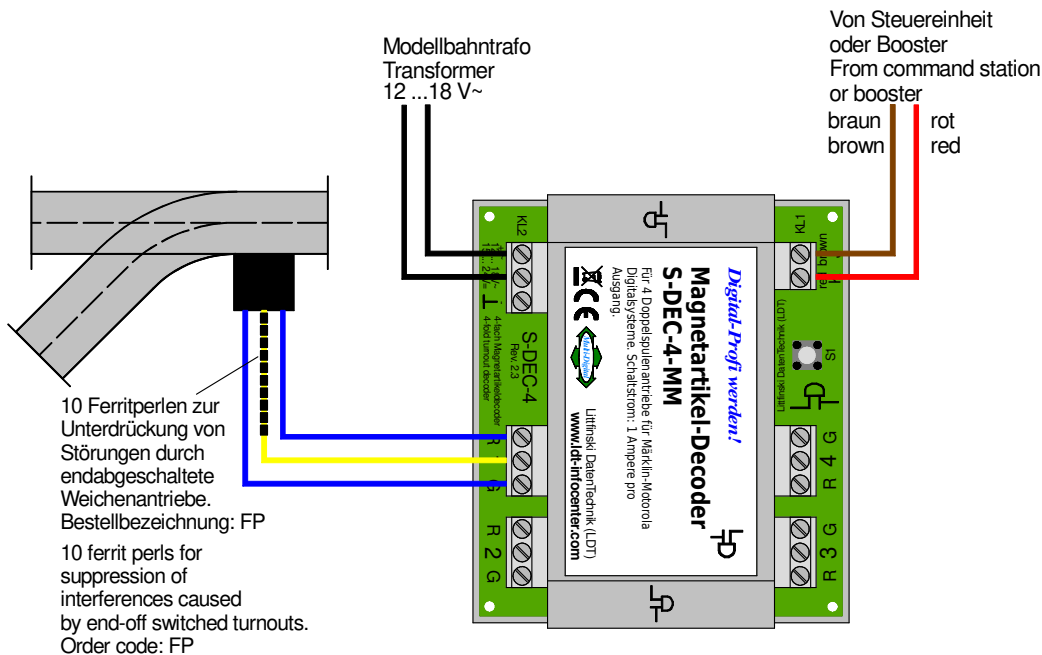 Modellbahntrafo
Transformer
12 ...18 V~
Von Steuereinheit
oder Booster
From command station
or booster
braun
brown
rot
red
10 Ferritperlen zur
Unterdrückung von
Störungen durch
endabgeschaltete
Weichenantriebe.
Bestellbezeichnung: FP
10 ferrit perls for
suppression of
interferences caused
by end-off switched turnouts.
Order code: FP
KL2
S-DEC-4
Rev. 2.3
4-fach Magnetartikeldecoder
4-fold turnout decoder
R
G
R 2 G
Digital-Profi werden!
Magnetartikel-Decoder
S-DEC-4-MM
Für 4 Doppelspulenantriebe für Märklin-Motorola
Digitalsysteme. Schaltstrom: 1 Ampere pro
Ausgang.
CE
Multi-Digital
Littfinski DatenTechnik (LDT)
www.ldt-infocenter.com
KL1
red brown
S1
Littfinski DatenTechnik (LDT)
R 4 G
R 3 G